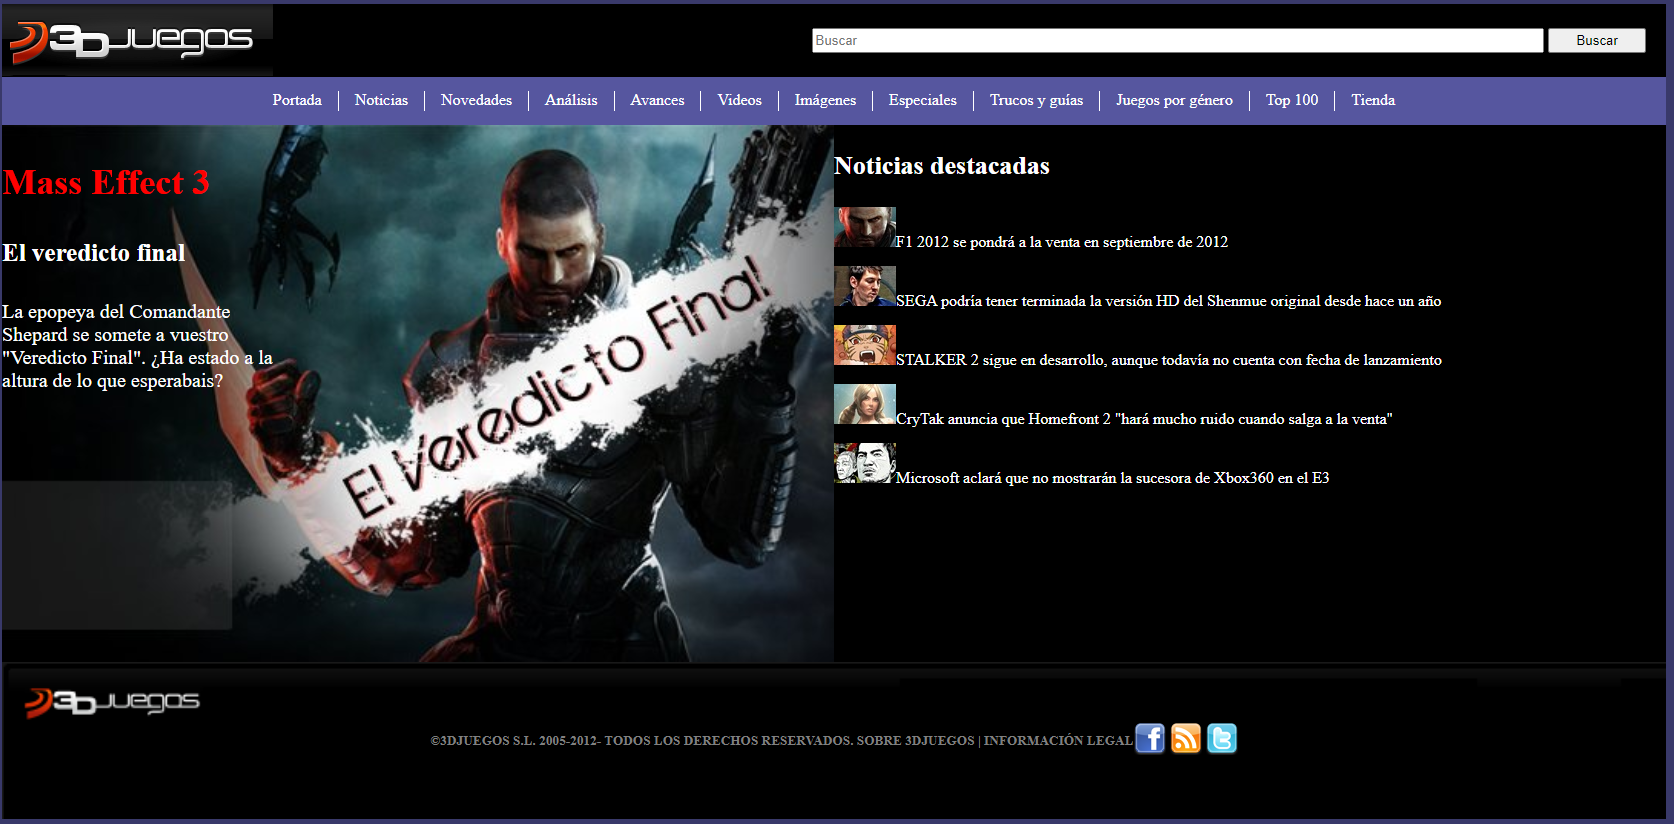 3DJUEGOS
Buscar
Buscar
Portada
Noticias
Novedades
Análisis
Avances
Videos
Imágenes
Especiales
Trucos y guías
Juegos por género
Top 100
Tienda
Mass Effect 3
El veredicto final
La epopeya del Comandante
Shepard se somete a vuestro
"Veredicto Final". ¿Ha estado a la
altura de lo que esperabais?
El Veredicto Final!
Noticias destacadas
F1 2012 se pondrá a la venta en septiembre de 2012
SEGA podría tener terminada la versión HD del Shenmue original desde hace un año
STALKER 2 sigue en desarrollo, aunque todavía no cuenta con fecha de lanzamiento
CryTak anuncia que Homefront 2 "hará mucho ruido cuando salga a la venta"
Microsoft aclará que no mostrarán la sucesora de Xbox360 en el E3
3DJUEGOS
©3DJUEGOS S.L. 2005-2012- TODOS LOS DERECHOS RESERVADOS. SOBRE 3DJUEGOS | INFORMACIÓN LEGAL